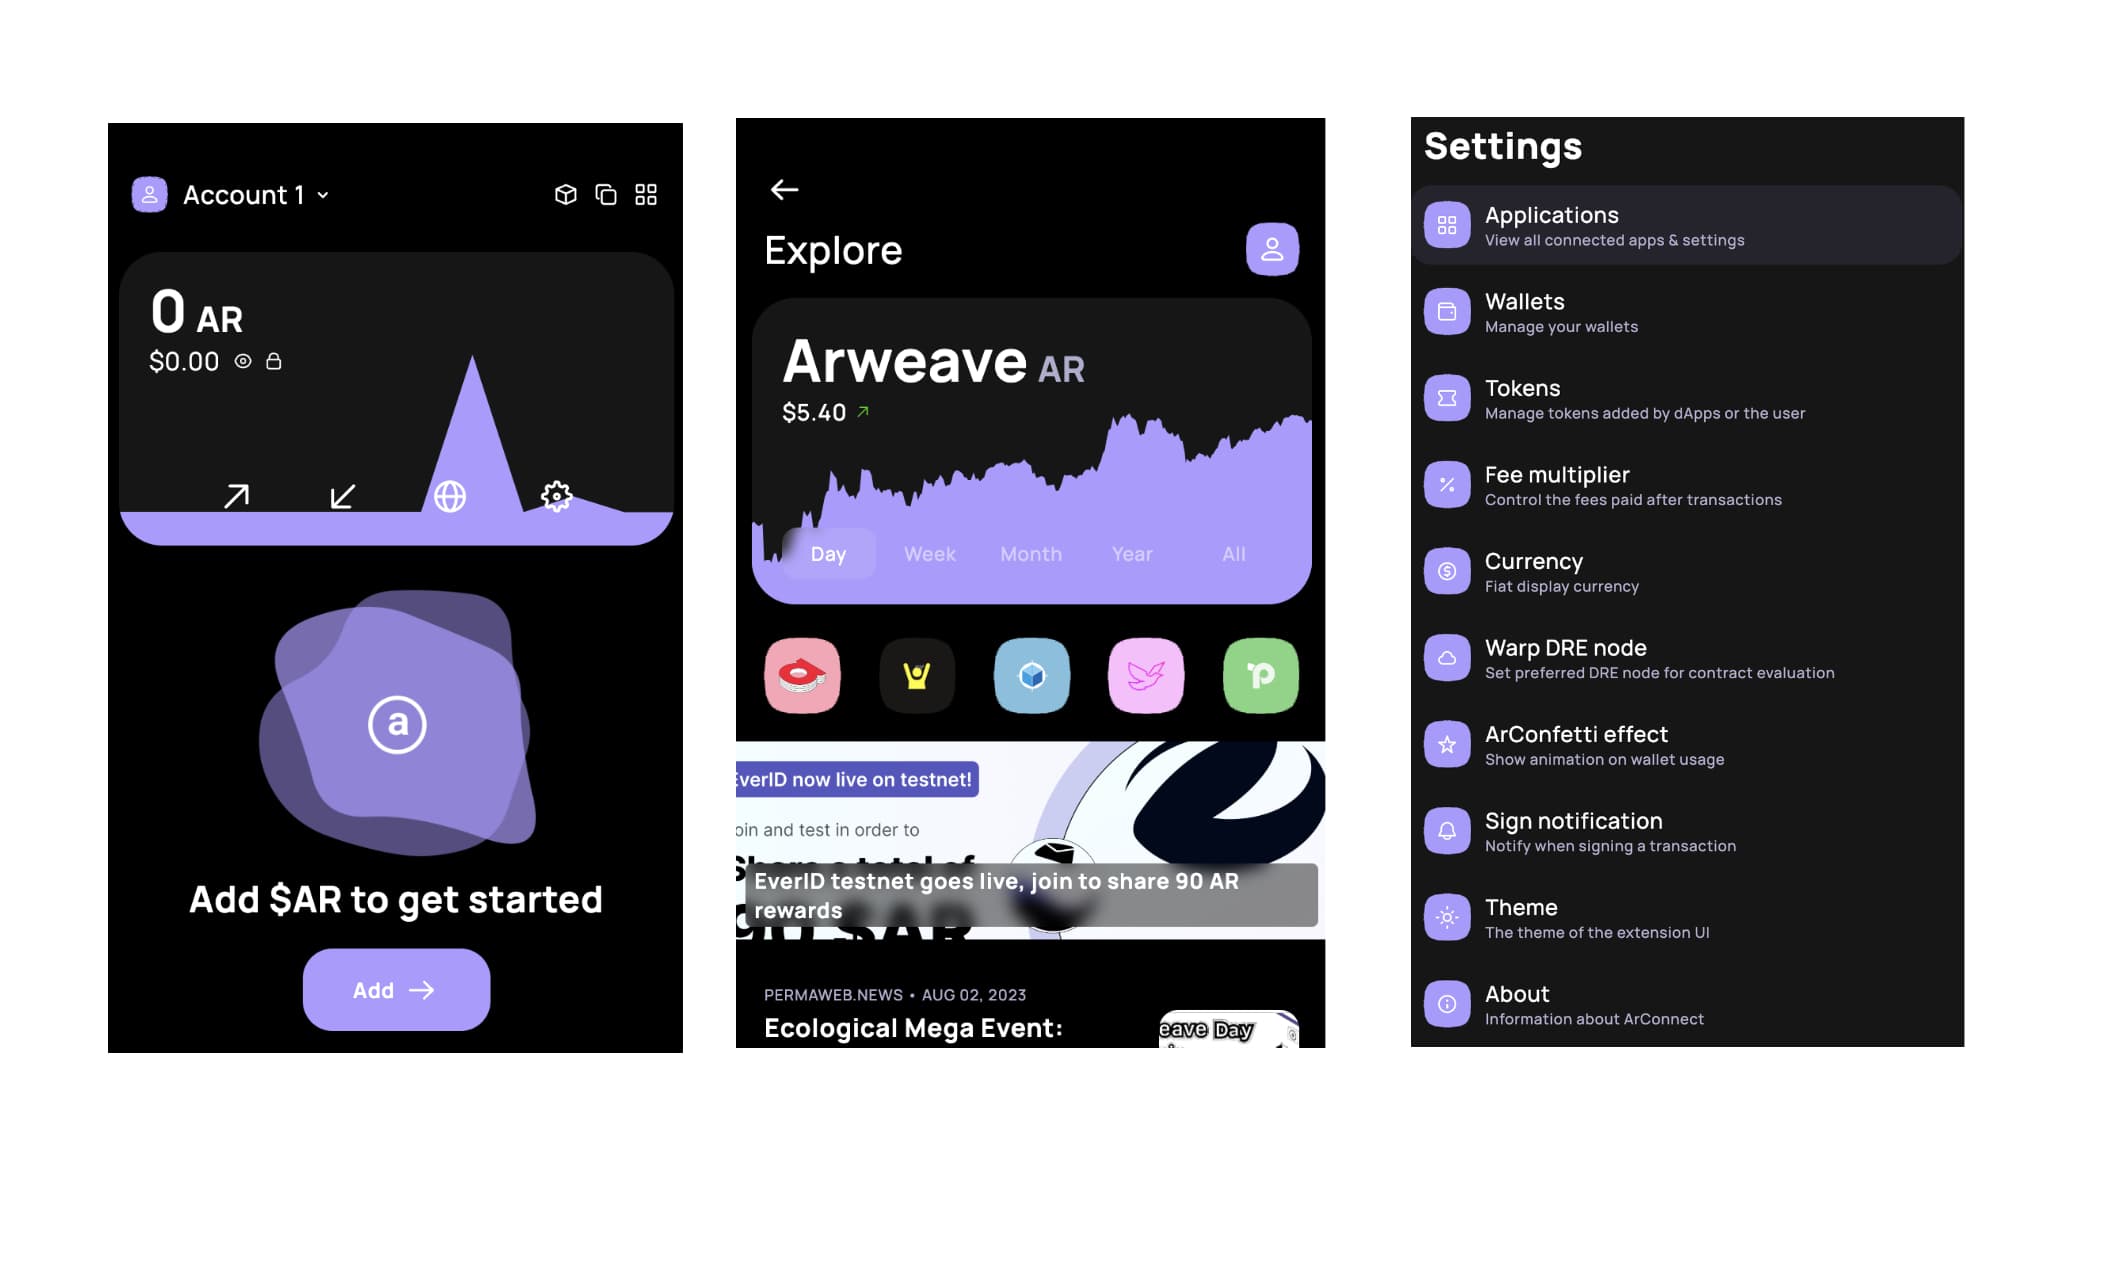 Account 1
0 AR
$0.00
a
Add $AR to get started
Add
Explore
Arweave AR
$5.40
Day Week Month Year All
EverID now live on testnet!
oin and test in order to
Share a total of
EverID testnet goes live, join to share 90 AR
rewards
90 $AR
PERMAWEB.NEWS • AUG 02, 2023
Ecological Mega Event:
eave Day
Settings
Applications
View all connected apps & settings
Wallets
Manage your wallets
Tokens
Manage tokens added by dApps or the user
Fee multiplier
Control the fees paid after transactions
Currency
Fiat display currency
Warp DRE node
Set preferred DRE node for contract evaluation
ArConfetti effect
Show animation on wallet usage
Sign notification
Notify when signing a transaction
Theme
The theme of the extension UI
About
Information about ArConnect